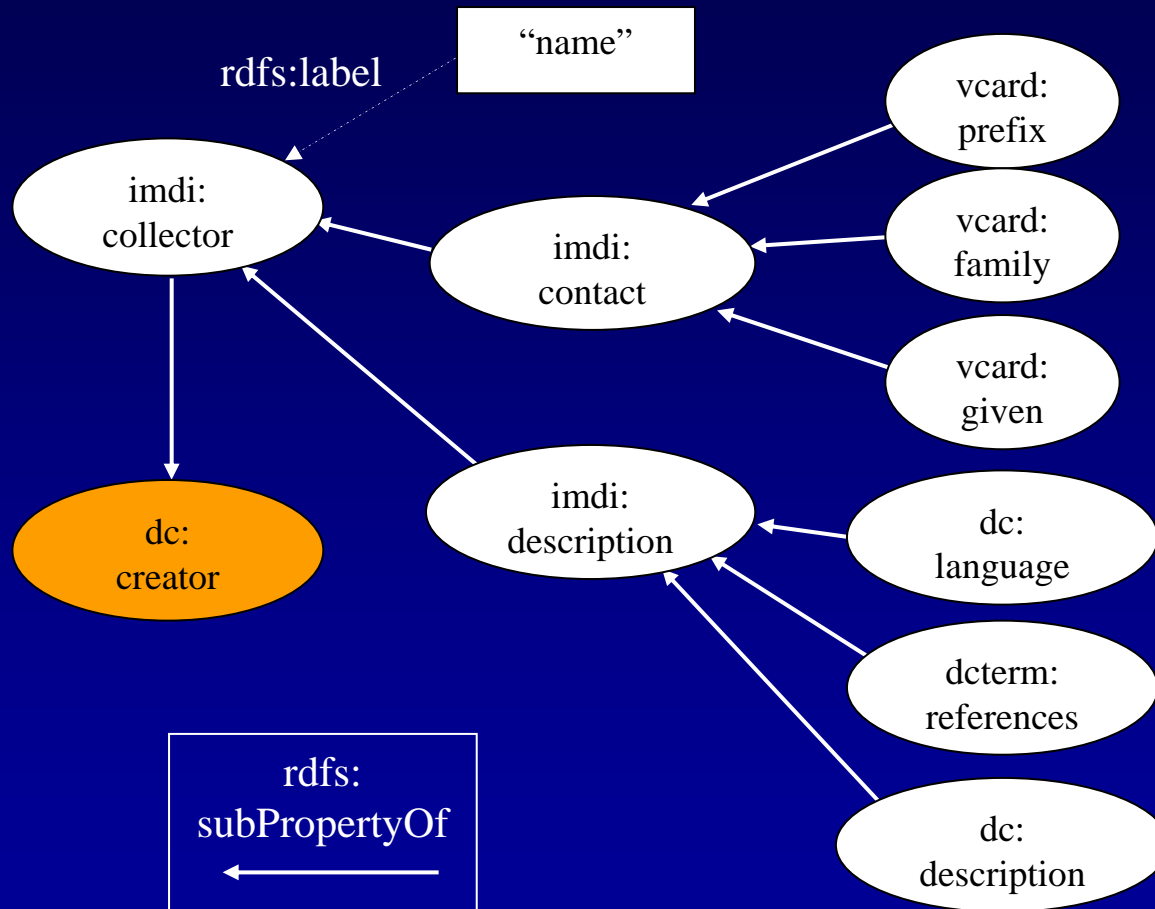 “name”
rdfs:label
vcard:
prefix
imdi:
collector
vcard:
family
imdi:
contact
vcard:
given
imdi:
description
dc:
creator
dc:
language
dcterm:
references
rdfs:
subPropertyOf
dc:
description